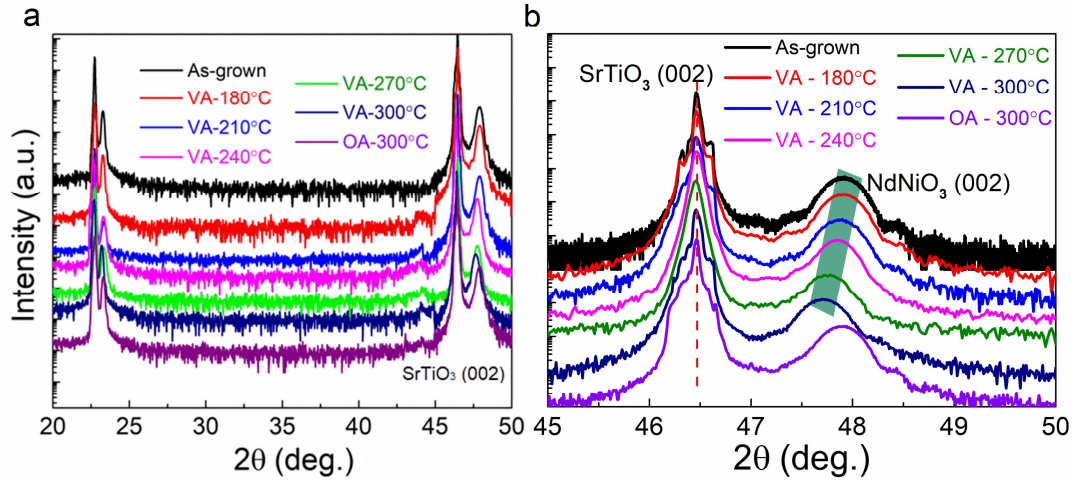 a
Intensity (a.u.)
As-grown
VA-180°C
VA-210°C
VA-240°C
VA-270°C
VA-300°C
OA-300°C
SrTiO₃ (002)
20 25 30 35 40 45 50
2θ (deg.)
b
As-grown
VA - 180°C
VA - 210°C
VA - 240°C
VA - 270°C
VA - 300°C
OA - 300°C
SrTiO₃ (002)
NdNiO₃ (002)
45 46 47 48 49 50
2θ (deg.)